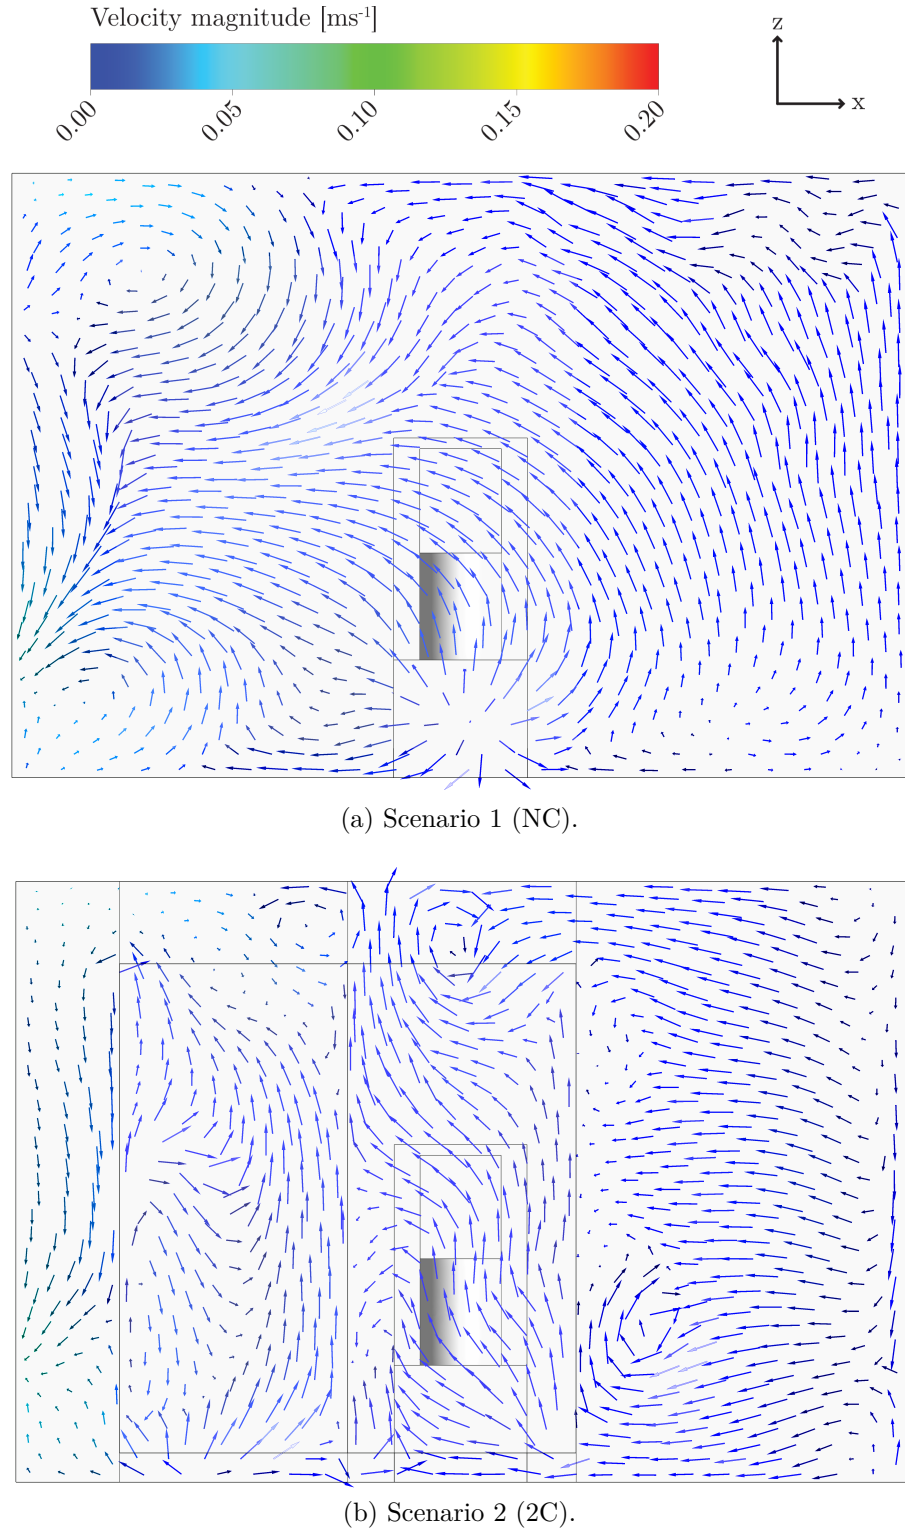 Velocity magnitude [ms⁻¹]
0.00 0.05 0.10 0.15 0.20
z
x
(a) Scenario 1 (NC).
(b) Scenario 2 (2C).